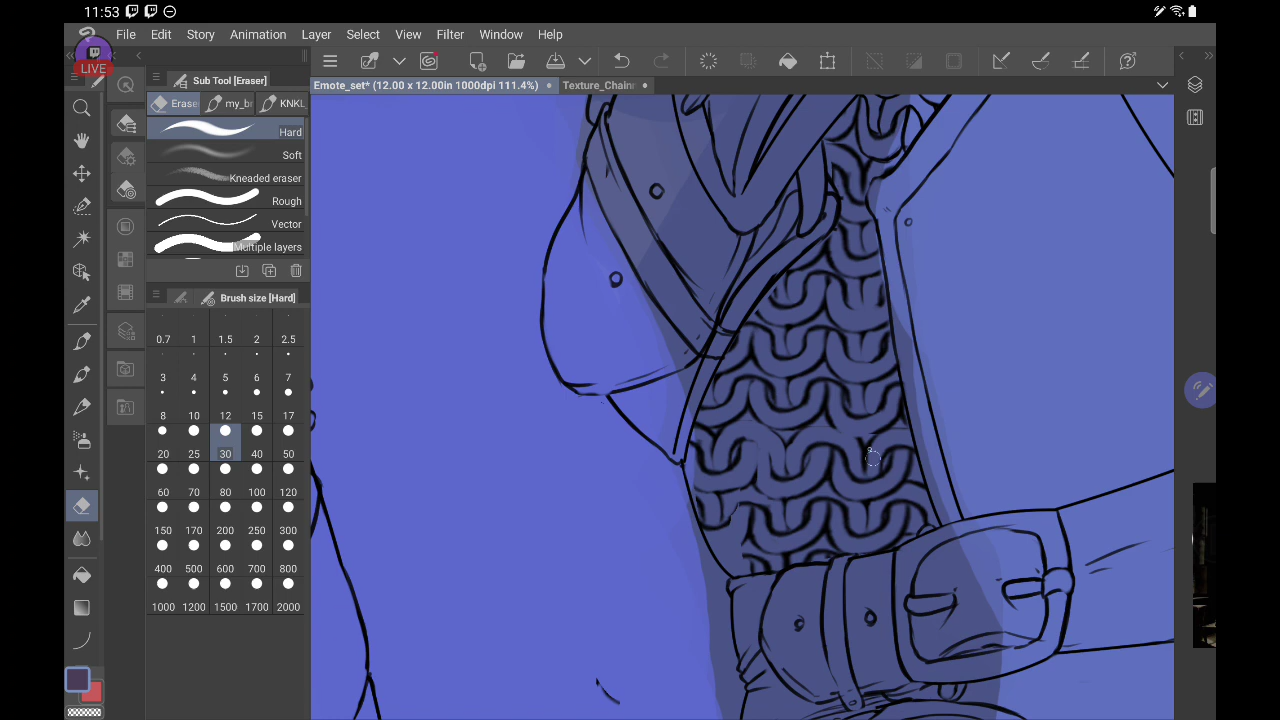 11:53
File Edit Story Animation Layer Select View Filter Window Help
LIVE
Sub Tool [Eraser]
Emote_set* (12.00 x 12.00in 1000dpi 111.4%)
Texture_Chain
Erase my_br KNKL
Hard
Soft
Kneaded eraser
Rough
Vector
Multiple layers
Brush size [Hard]
0.7 1 1.5 2 2.5
3 4 5 6 7
8 10 12 15 17
20 25 30 40 50
60 70 80 100 120
150 170 200 250 300
400 500 600 700 800
1000 1200 1500 1700 2000